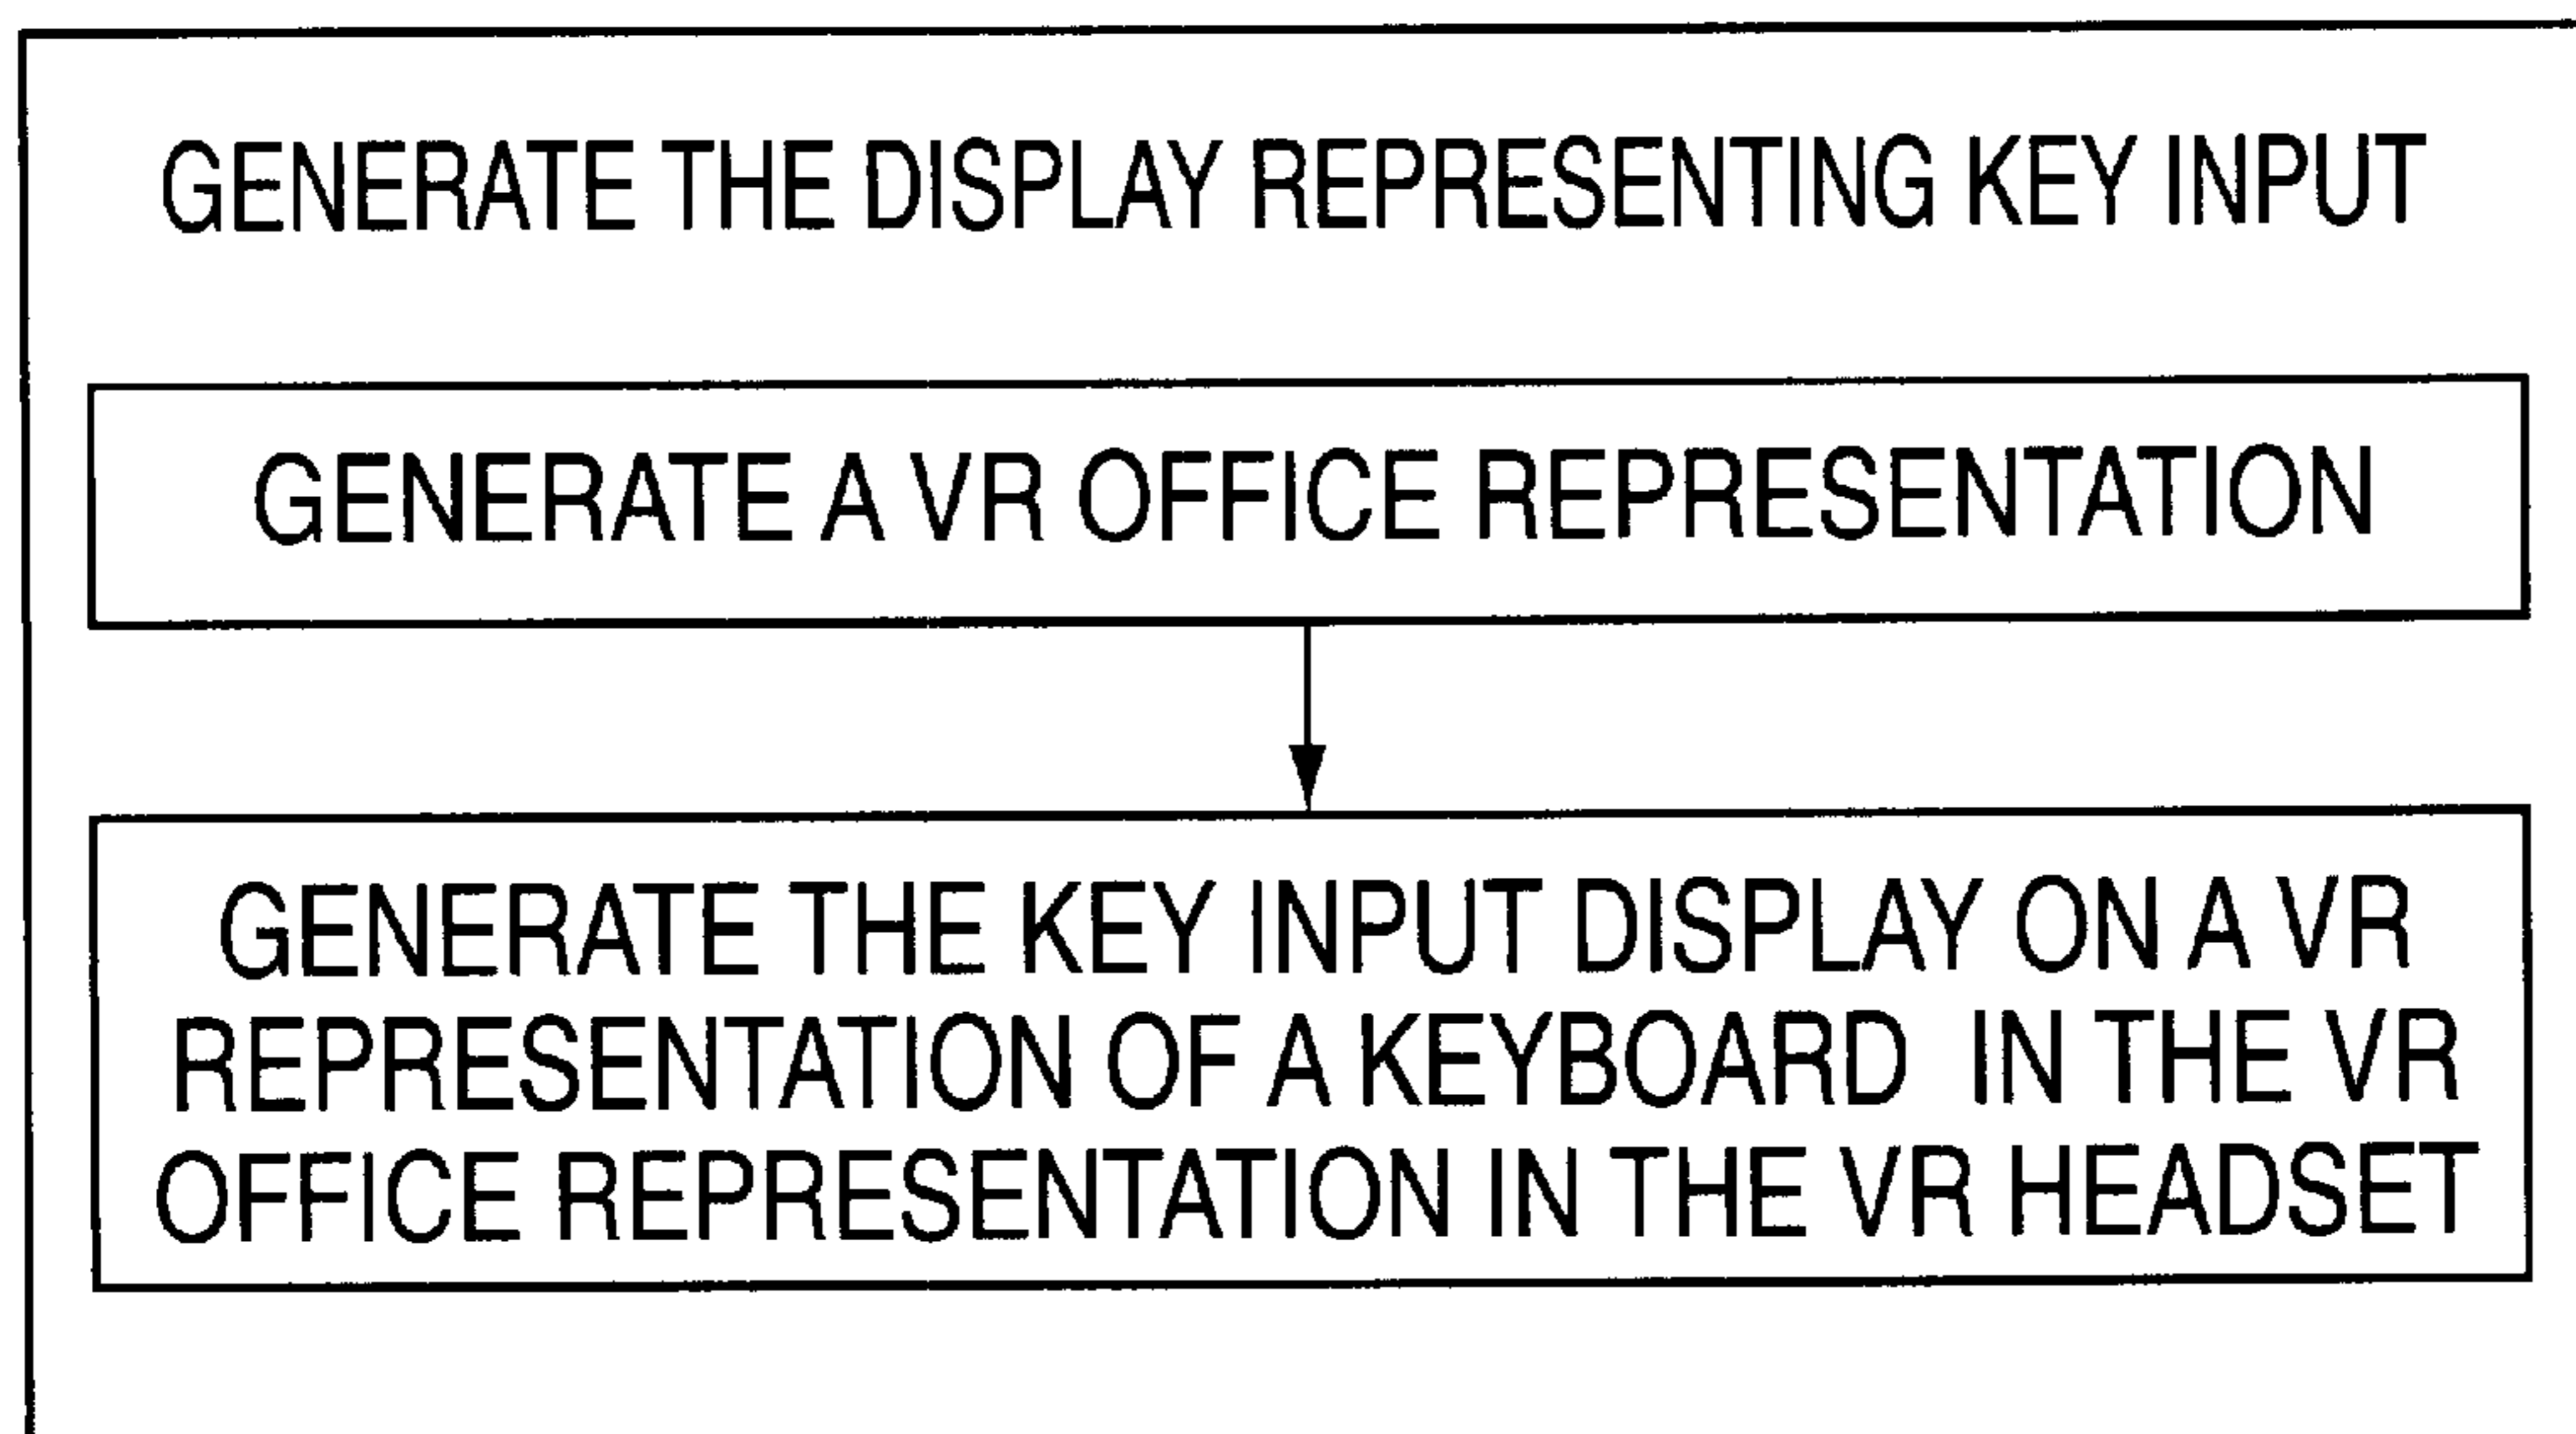 GENERATE THE DISPLAY REPRESENTING KEY INPUT
GENERATE A VR OFFICE REPRESENTATION
GENERATE THE KEY INPUT DISPLAY ON A VR
REPRESENTATION OF A KEYBOARD IN THE VR
OFFICE REPRESENTATION IN THE VR HEADSET